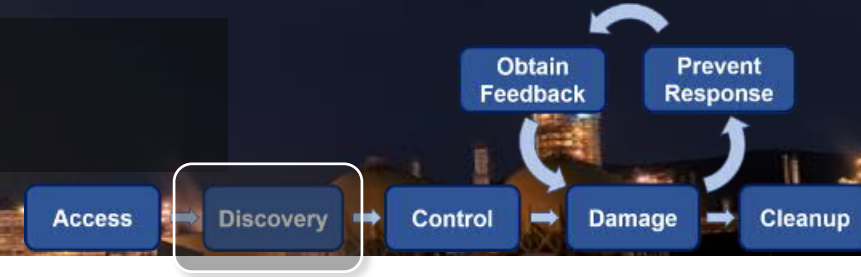 Obtain
Feedback
Prevent
Response
Access
Discovery
Control
Damage
Cleanup